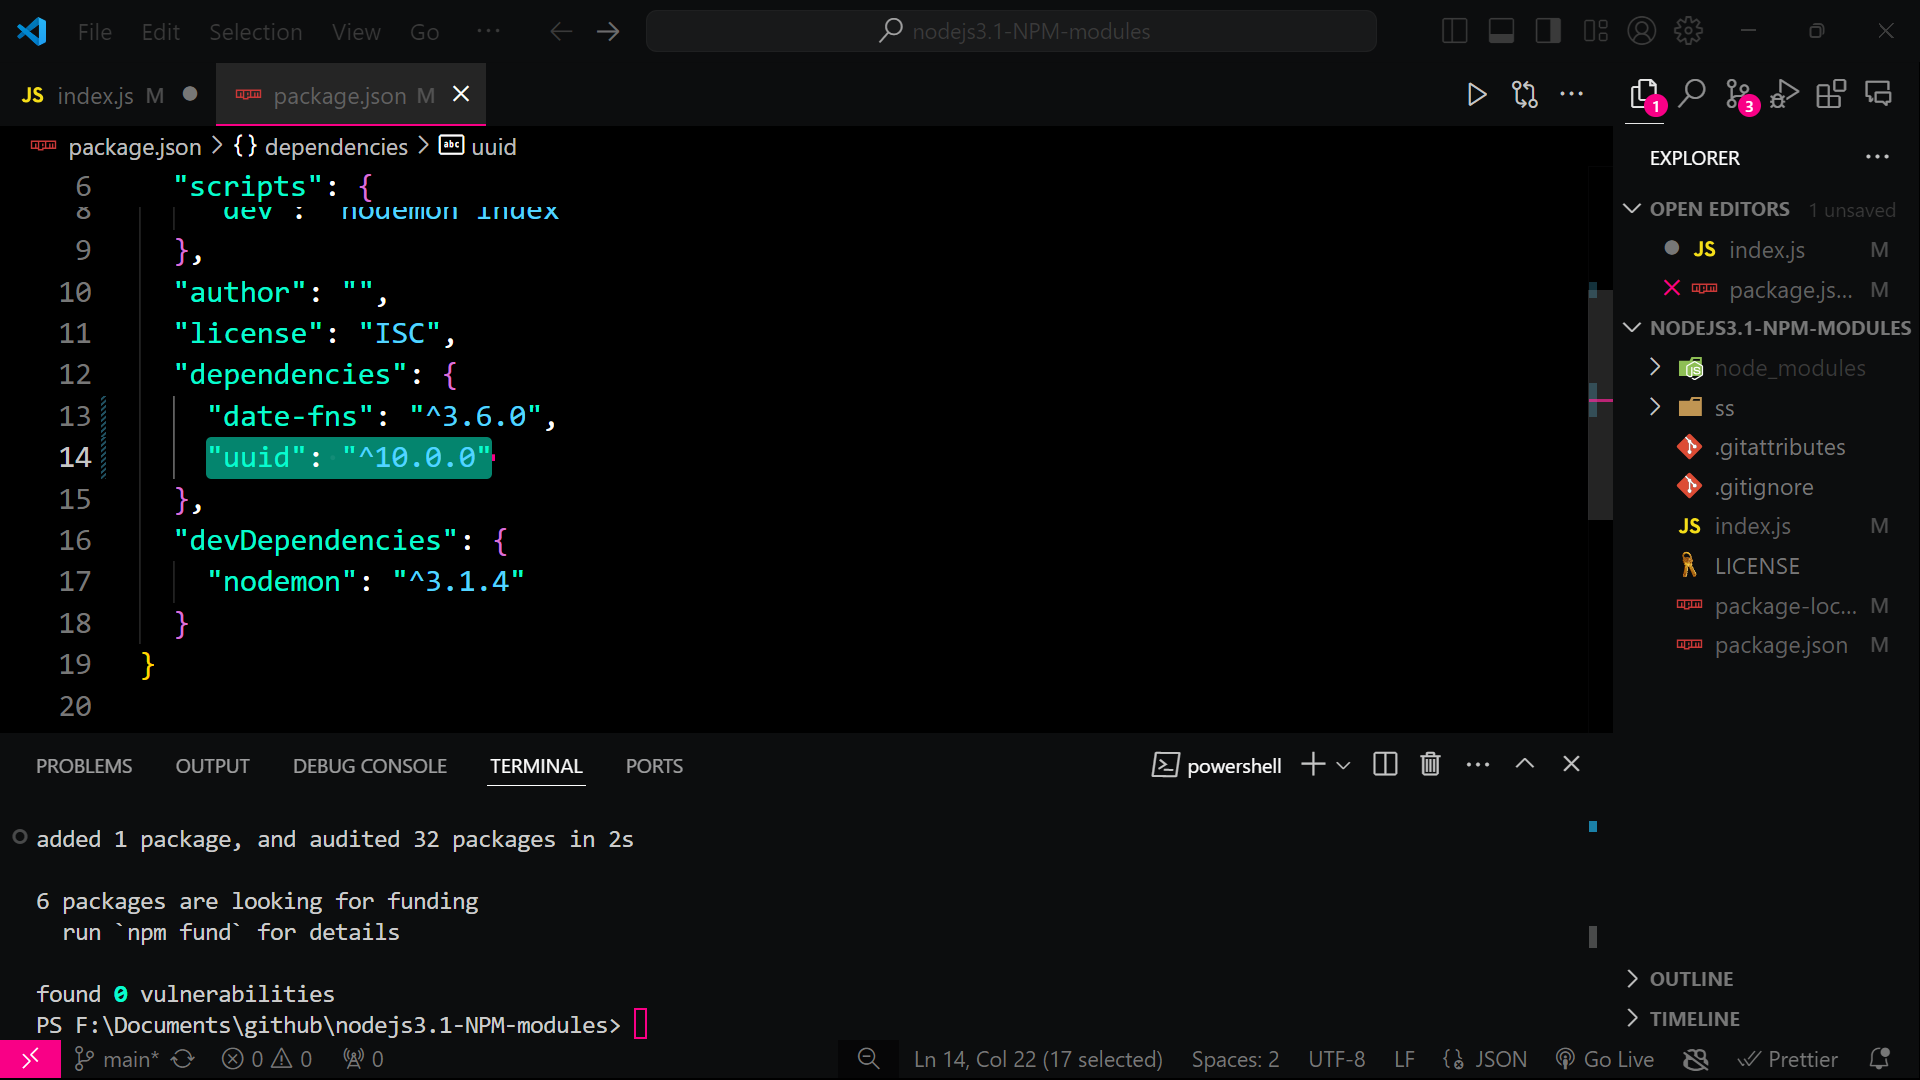 File Edit Selection View Go ··· nodejs3.1-NPM-modules
JS index.js M package.json M
package.json > {} dependencies > abc uuid
6 "scripts": {
8 "dev": "nodemon index"
9 },
10 "author": "",
11 "license": "ISC",
12 "dependencies": {
13 "date-fns": "^3.6.0",
14 "uuid": "^10.0.0"
15 },
16 "devDependencies": {
17 "nodemon": "^3.1.4"
18 }
19 }
20
1 3
EXPLORER
OPEN EDITORS 1 unsaved
JS index.js M
package.js... M
NODEJS3.1-NPM-MODULES
node_modules
ss
.gitattributes
.gitignore
JS index.js M
LICENSE
package-loc... M
package.json M
OUTLINE
TIMELINE
PROBLEMS OUTPUT DEBUG CONSOLE TERMINAL PORTS powershell
added 1 package, and audited 32 packages in 2s
6 packages are looking for funding
run `npm fund` for details
found 0 vulnerabilities
PS F:\Documents\github\nodejs3.1-NPM-modules>
main* 0 0 0 Ln 14, Col 22 (17 selected) Spaces: 2 UTF-8 LF {} JSON Go Live Prettier